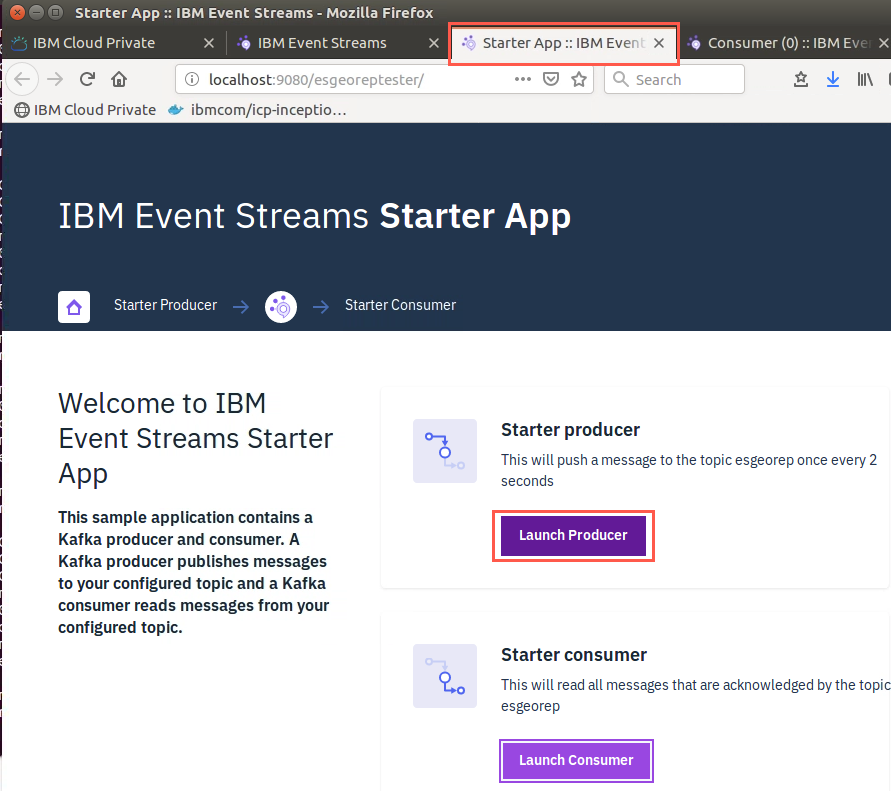 Starter App :: IBM Event Streams - Mozilla Firefox
IBM Cloud Private
IBM Event Streams
Starter App :: IBM Event
Consumer (0) :: IBM Eve
localhost:9080/esgeoreptester/
Search
IBM Cloud Private
ibmcom/icp-inceptio…
IBM Event Streams Starter App
Starter Producer
Starter Consumer
Welcome to IBM
Event Streams Starter
App
This sample application contains a
Kafka producer and consumer. A
Kafka producer publishes messages
to your configured topic and a Kafka
consumer reads messages from your
configured topic.
Starter producer
This will push a message to the topic esgeorep once every 2
seconds
Launch Producer
Starter consumer
This will read all messages that are acknowledged by the topic
esgeorep
Launch Consumer